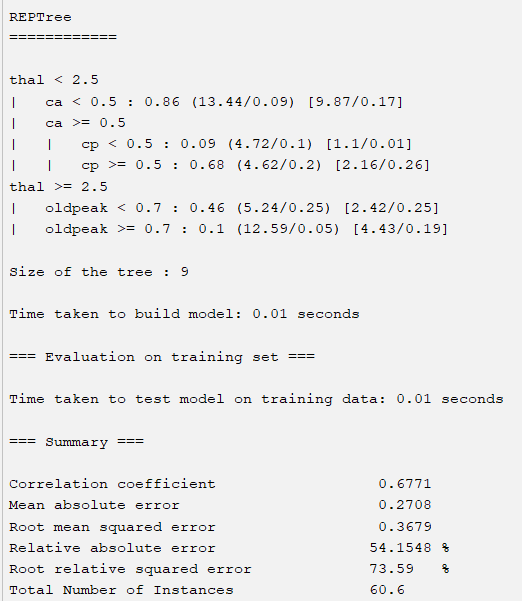 REPTree
============
thal < 2.5
|   ca < 0.5 : 0.86 (13.44/0.09) [9.87/0.17]
|   ca >= 0.5
|   |   cp < 0.5 : 0.09 (4.72/0.1) [1.1/0.01]
|   |   cp >= 0.5 : 0.68 (4.62/0.2) [2.16/0.26]
thal >= 2.5
|   oldpeak < 0.7 : 0.46 (5.24/0.25) [2.42/0.25]
|   oldpeak >= 0.7 : 0.1 (12.59/0.05) [4.43/0.19]
Size of the tree : 9
Time taken to build model: 0.01 seconds
=== Evaluation on training set ===
Time taken to test model on training data: 0.01 seconds
=== Summary ===
Correlation coefficient                  0.6771
Mean absolute error                      0.2708
Root mean squared error                  0.3679
Relative absolute error                 54.1548 %
Root relative squared error             73.59   %
Total Number of Instances               60.6